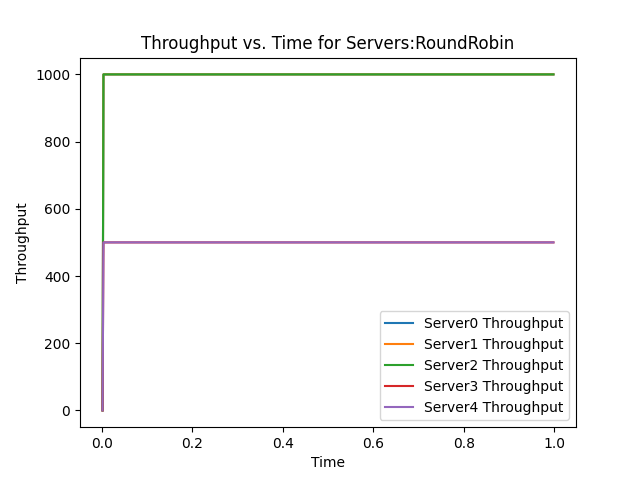 Throughput vs. Time for Servers:RoundRobin
1000
800
600
400
200
0
Throughput
Server0 Throughput
Server1 Throughput
Server2 Throughput
Server3 Throughput
Server4 Throughput
0.0 0.2 0.4 0.6 0.8 1.0
Time